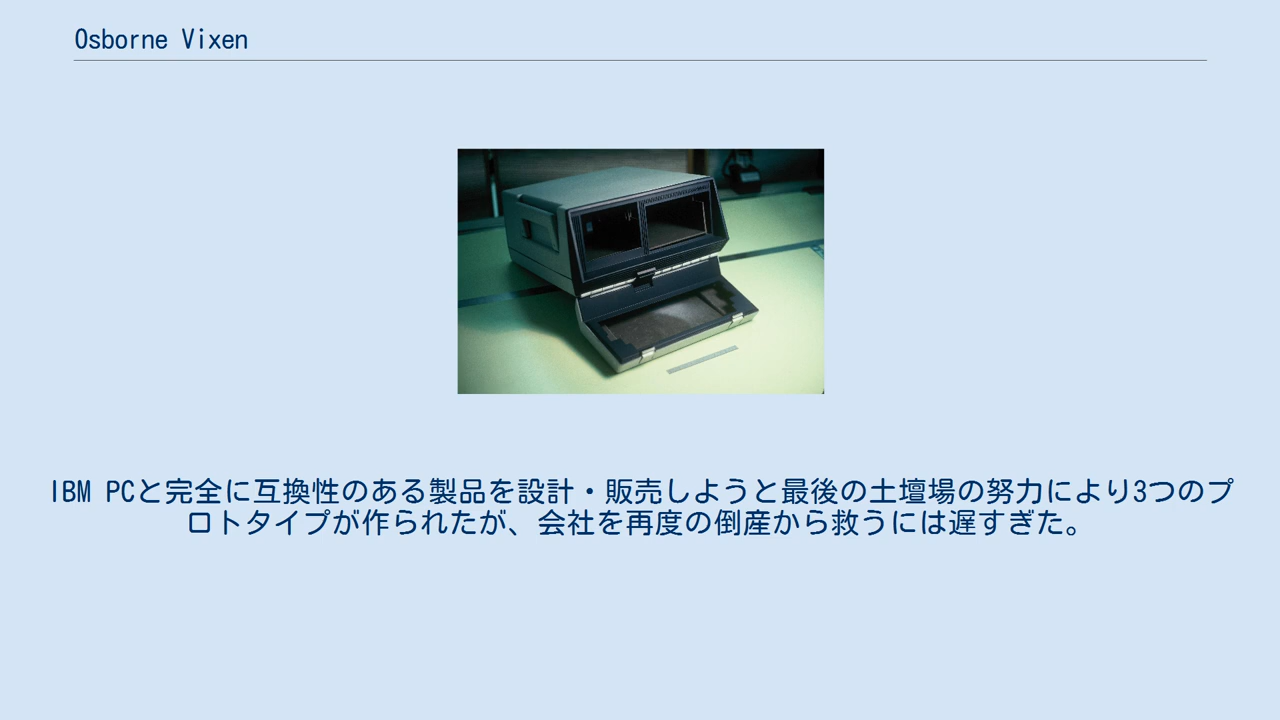 Osborne Vixen
IBM PCと完全に互換性のある製品を設計・販売しようと最後の土壇場の努力により3つのプ
ロトタイプが作られたが、会社を再度の倒産から救うには遅すぎた。